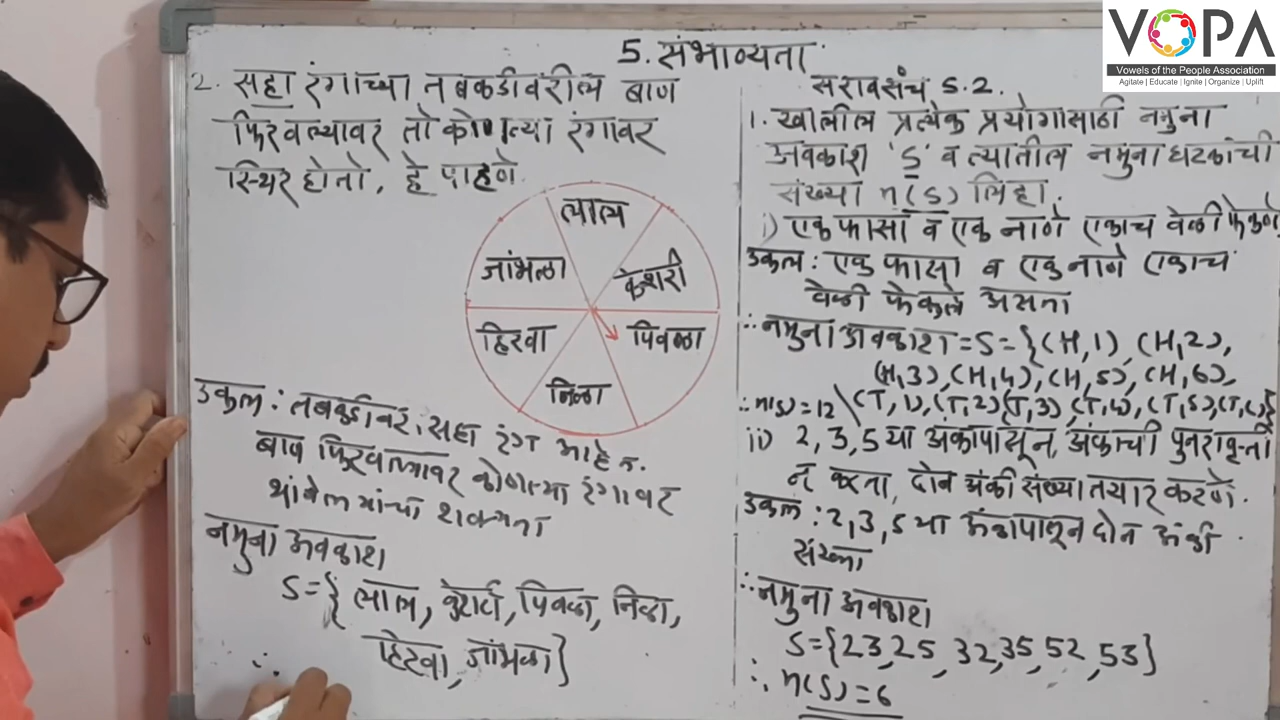 VOPA
Vowels of the People Association
Agitate | Educate | Ignite | Organize | Uplift
5. संभाव्यता
2. सहा रंगाच्या तबकडीवरील बाण
फिरवल्यावर तो कोणत्या रंगावर
स्थिर होतो, हे पाहणे.
लाल
केशरी
पिवळा
निळा
हिरवा
जांभळा
उकल : तबकडीवर सहा रंग आहेत.
बाण फिरवल्यावर कोणत्या रंगावर
थांबेल यांच्या शक्यता
नमुना अवकाश
S={ लाल, केशरी, पिवळा, निळा,
हिरवा, जांभळा}
∴
सरावसंच 5.2.
1. खालील प्रत्येक प्रयोगासाठी नमुना
अवकाश 'S' व त्यातील नमुना घटकांची
संख्या n(S) लिहा.
i) एक फासा व एक नाणे एकाच वेळी फेकणे
उकल : एक फासा व एक नाणे एकाच
वेळी फेकले असता
∴ नमुना अवकाश = S={(H,1), (H,2),
(H,3), (H,4), (H,5), (H,6),
∴ n(S)=12 (T,1), (T,2) (T,3) (T,4), (T,5), (T,6)}
ii) 2, 3, 5 या अंकापासून, अंकाची पुनरावृत्ती
न करता, दोन अंकी संख्या तयार करणे.
उकल : 2, 3, 5 या अंकापासून दोन अंकी
संख्या
∴ नमुना अवकाश
S={23, 25, 32, 35, 52, 53}
∴ n(S)=6